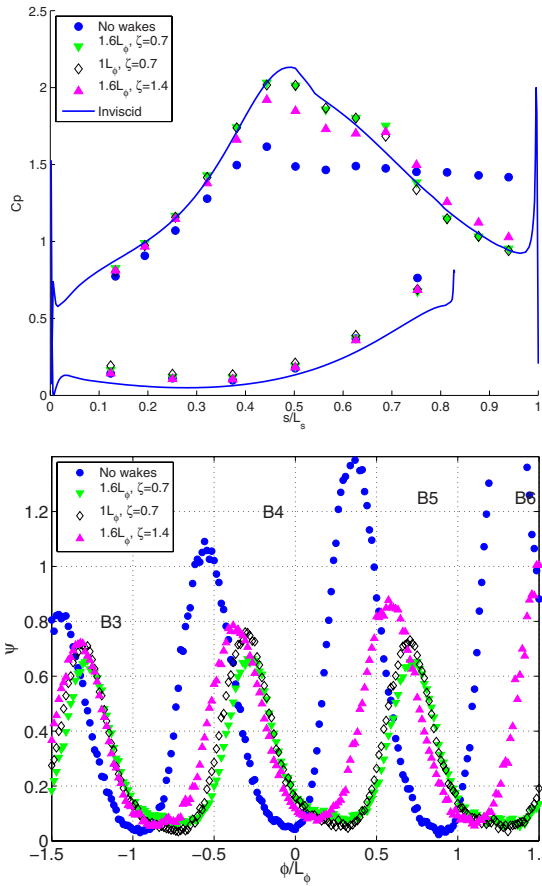 2.5
2
1.5
1
0.5
0
Cp
No wakes
1.6L_φ, ζ=0.7
1L_φ, ζ=0.7
1.6L_φ, ζ=1.4
Inviscid
0 0.1 0.2 0.3 0.4 0.5 0.6 0.7 0.8 0.9 1
s/L_s
1.2
1
0.8
0.6
0.4
0.2
0
Ψ
No wakes
1.6L_φ, ζ=0.7
1L_φ, ζ=0.7
1.6L_φ, ζ=1.4
B3
B4
B5
B6
−1.5 −1 −0.5 0 0.5 1 1.
φ/L_φ